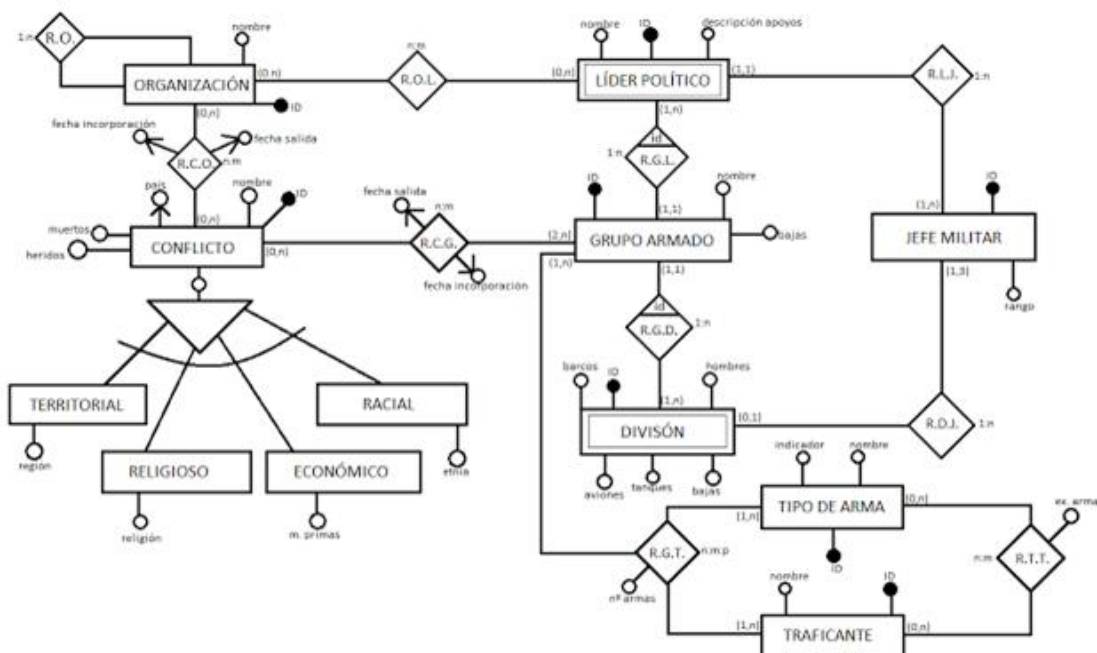 nombre
ID
descripción apoyos
nombre
1:n
R.O.
n:m
ORGANIZACIÓN
(0,n)
R.O.L.
(0,n)
LÍDER POLÍTICO
(1,1)
R.L.J.
1:n
ID
(0,n)
(1,n)
fecha incorporación
fecha salida
R.C.O.
n:m
1:n
id
R.G.L.
nombre
país
nombre
ID
fecha salida
n:m
ID
ID
muertos
(0,n)
(1,1)
(1,n)
heridos
CONFLICTO
(0,n)
R.C.G.
(2,n)
GRUPO ARMADO
bajas
JEFE MILITAR
(1,n)
(1,1)
(1,3)
fecha incorporación
rango
id
R.G.D.
1:n
barcos
ID
hombres
TERRITORIAL
RACIAL
(1,n)
(0,1)
R.D.J.
1:n
DIVISÓN
región
etnia
indicador
nombre
RELIGIOSO
ECONÓMICO
aviones
tanques
bajas
TIPO DE ARMA
(0,n)
ex. arma
(1,n)
religión
m. primas
R.G.T.
n:m:p
n:m
R.T.T.
ID
nº armas
nombre
ID
(1,n)
TRAFICANTE
(0,n)